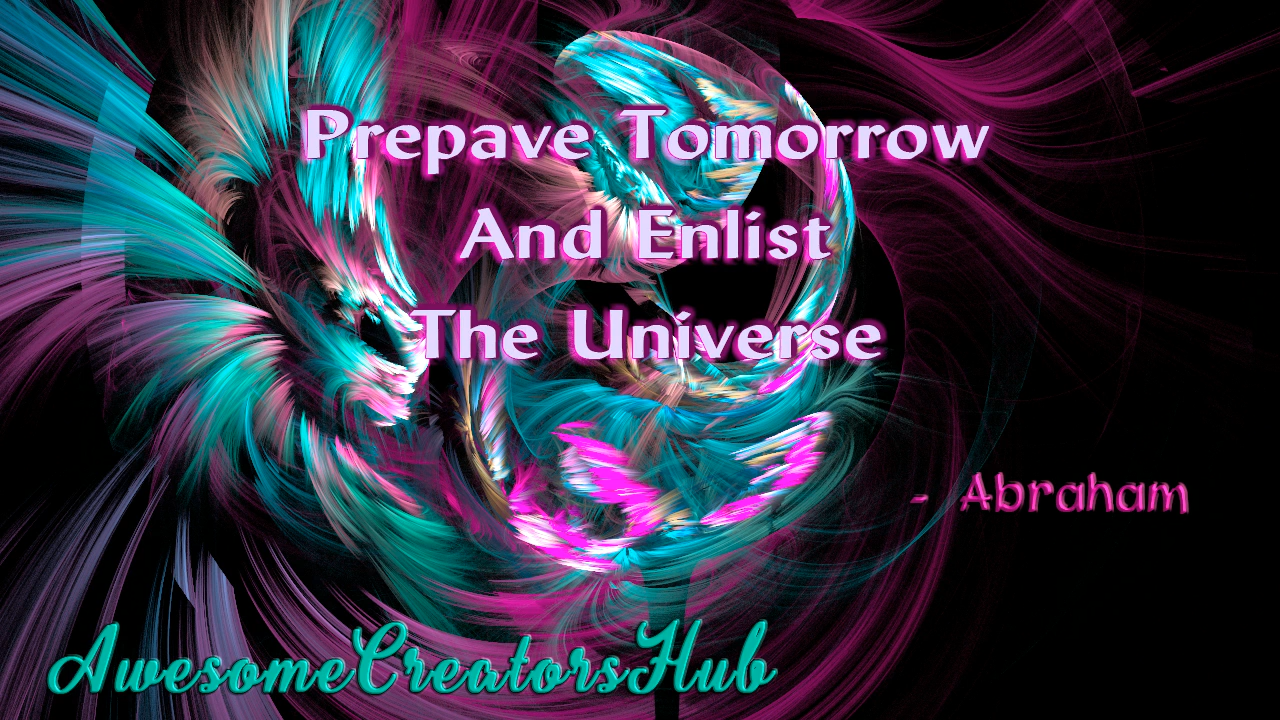 Prepave Tomorrow
And Enlist
The Universe
- Abraham
AwesomeCreatorsHub